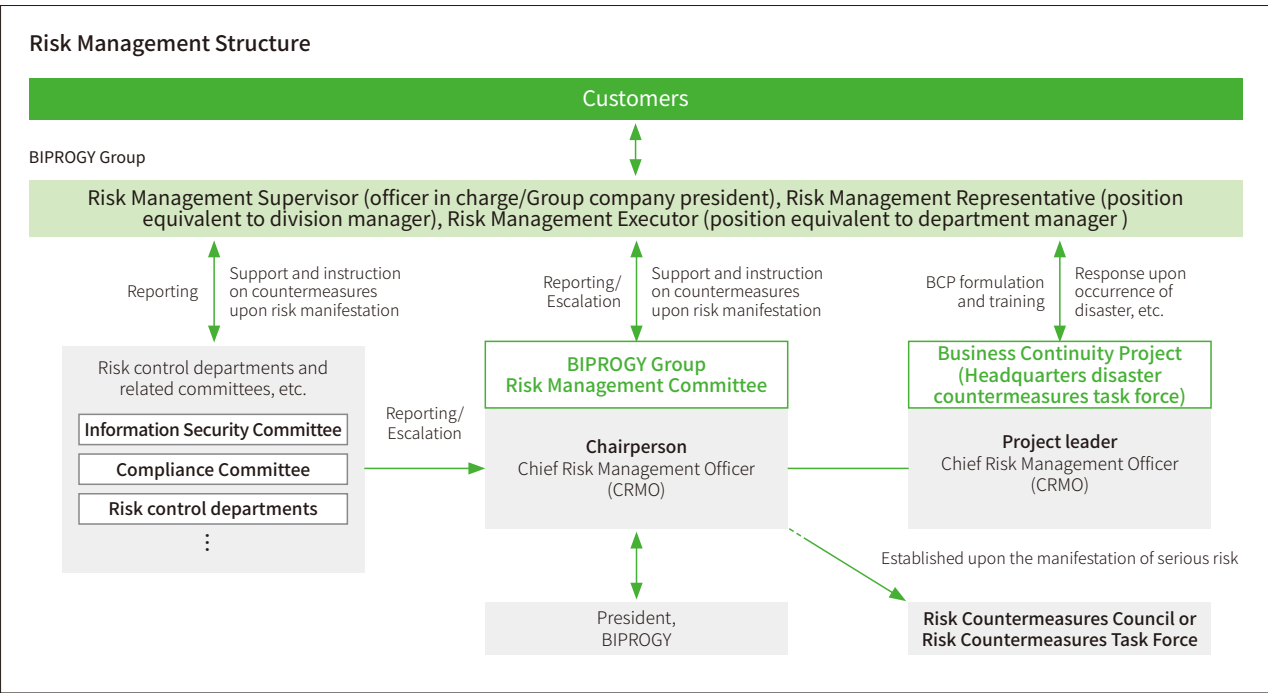 Risk Management Structure
Customers
BIPROGY Group
Risk Management Supervisor (officer in charge/Group company president), Risk Management Representative (position
equivalent to division manager), Risk Management Executor (position equivalent to department manager )
Reporting
Support and instruction
on countermeasures
upon risk manifestation
Reporting/
Escalation
Support and instruction
on countermeasures
upon risk manifestation
BCP formulation
and training
Response upon
occurrence of
disaster, etc.
Risk control departments and
related committees, etc.
Information Security Committee
Compliance Committee
Risk control departments
⋮
Reporting/
Escalation
BIPROGY Group
Risk Management Committee
Chairperson
Chief Risk Management Officer
(CRMO)
Business Continuity Project
(Headquarters disaster
countermeasures task force)
Project leader
Chief Risk Management Officer
(CRMO)
Established upon the manifestation of serious risk
President,
BIPROGY
Risk Countermeasures Council or
Risk Countermeasures Task Force